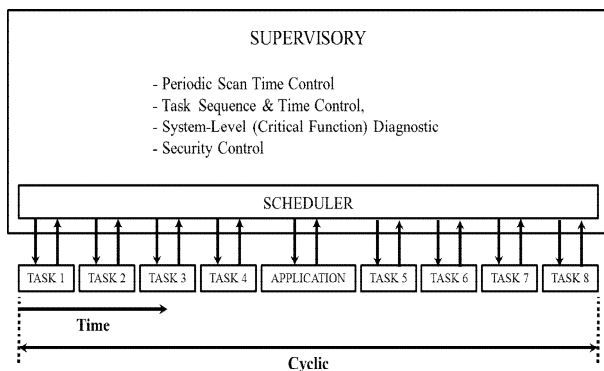 SUPERVISORY
- Periodic Scan Time Control
- Task Sequence & Time Control,
- System-Level (Critical Function) Diagnostic
- Security Control
SCHEDULER
TASK 1 TASK 2 TASK 3 TASK 4 APPLICATION TASK 5 TASK 6 TASK 7 TASK 8
Time
Cyclic